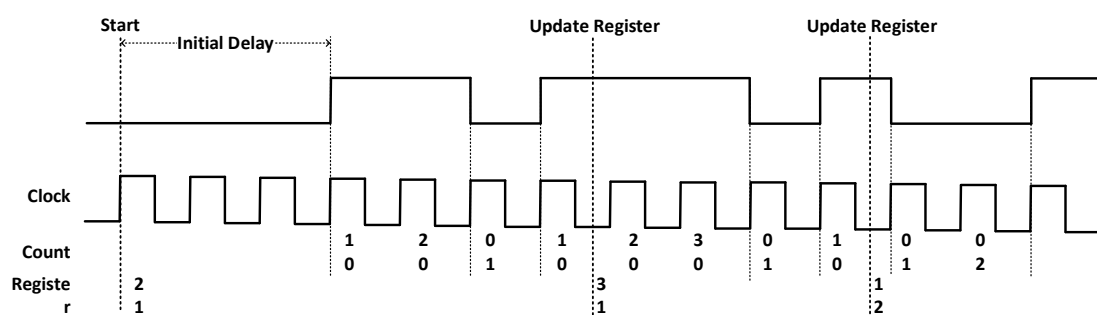 Start
Update Register
Update Register
Initial Delay
Clock
1 2 0 1 2 3 0 1 0 0
Count
0 0 1 0 0 0 1 0 1 2
Registe 2 3 1
r 1 1 2